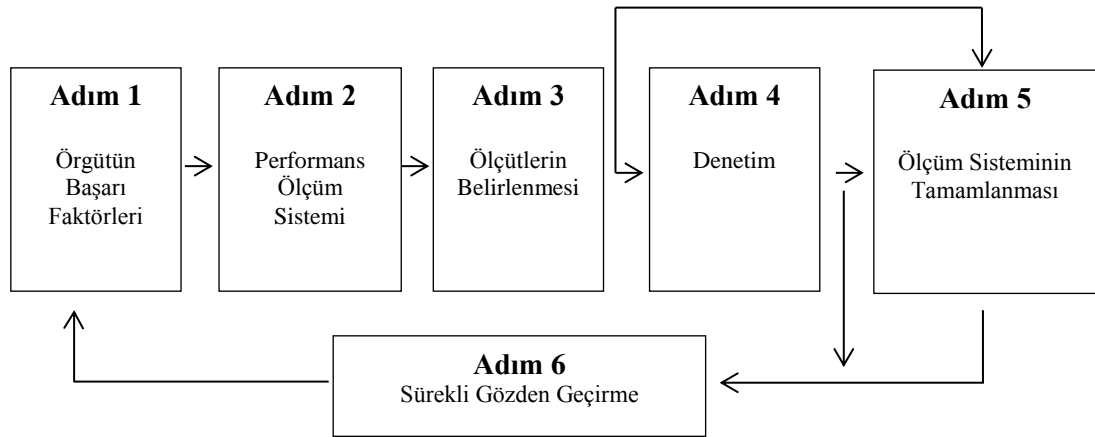 Adım 1
Örgütün
Başarı
Faktörleri
Adım 2
Performans
Ölçüm
Sistemi
Adım 3
Ölçütlerin
Belirlenmesi
Adım 4
Denetim
Adım 5
Ölçüm Sisteminin
Tamamlanması
Adım 6
Sürekli Gözden Geçirme